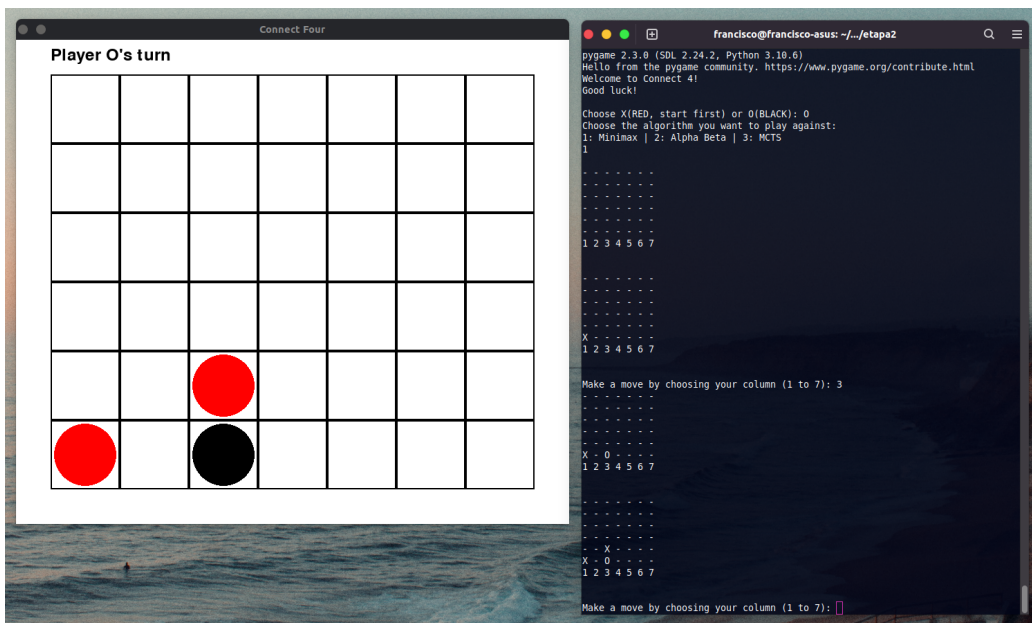 Connect Four
Player O's turn
francisco@francisco-asus: ~/.../etapa2
pygame 2.3.0 (SDL 2.24.2, Python 3.10.6)
Hello from the pygame community. https://www.pygame.org/contribute.html
Welcome to Connect 4!
Good luck!
Choose X(RED, start first) or O(BLACK): O
Choose the algorithm you want to play against:
1: Minimax | 2: Alpha Beta | 3: MCTS
1
- - - - - - -
- - - - - - -
- - - - - - -
- - - - - - -
- - - - - - -
- - - - - - -
1 2 3 4 5 6 7
- - - - - - -
- - - - - - -
- - - - - - -
- - - - - - -
- - - - - - -
X - - - - - -
1 2 3 4 5 6 7
Make a move by choosing your column (1 to 7): 3
- - - - - - -
- - - - - - -
- - - - - - -
- - - - - - -
- - - - - - -
X - O - - - -
1 2 3 4 5 6 7
- - - - - - -
- - - - - - -
- - - - - - -
- - - - - - -
- - X - - - -
X - O - - - -
1 2 3 4 5 6 7
Make a move by choosing your column (1 to 7):